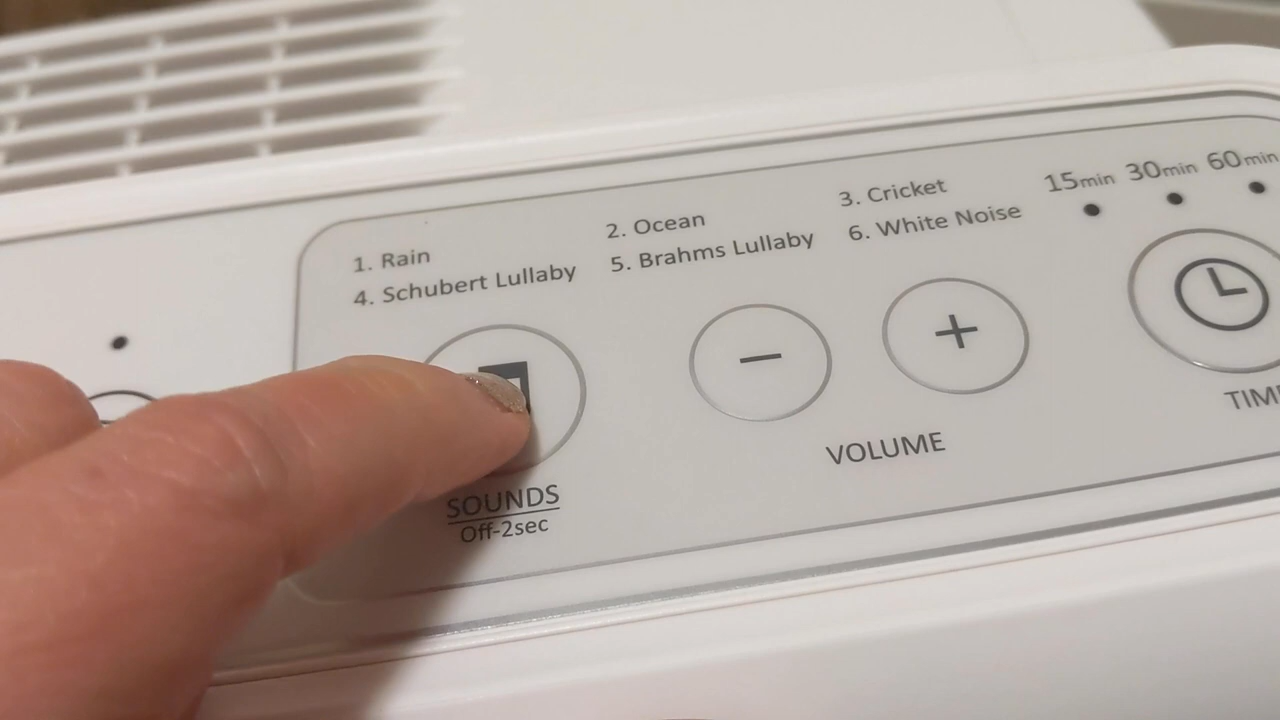 1. Rain
2. Ocean
3. Cricket
4. Schubert Lullaby
5. Brahms Lullaby
6. White Noise
15min 30min 60min
SOUNDS
Off-2sec
VOLUME
− +